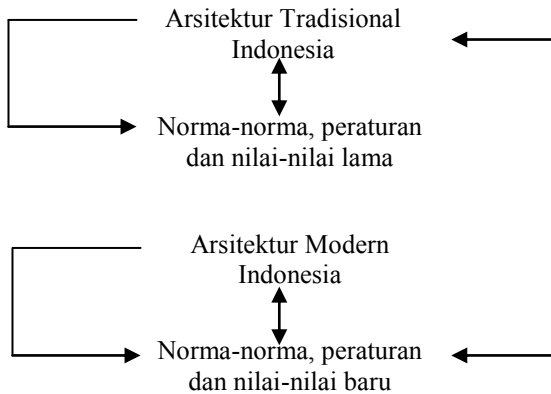 Arsitektur Tradisional
Indonesia
Norma-norma, peraturan
dan nilai-nilai lama
Arsitektur Modern
Indonesia
Norma-norma, peraturan
dan nilai-nilai baru